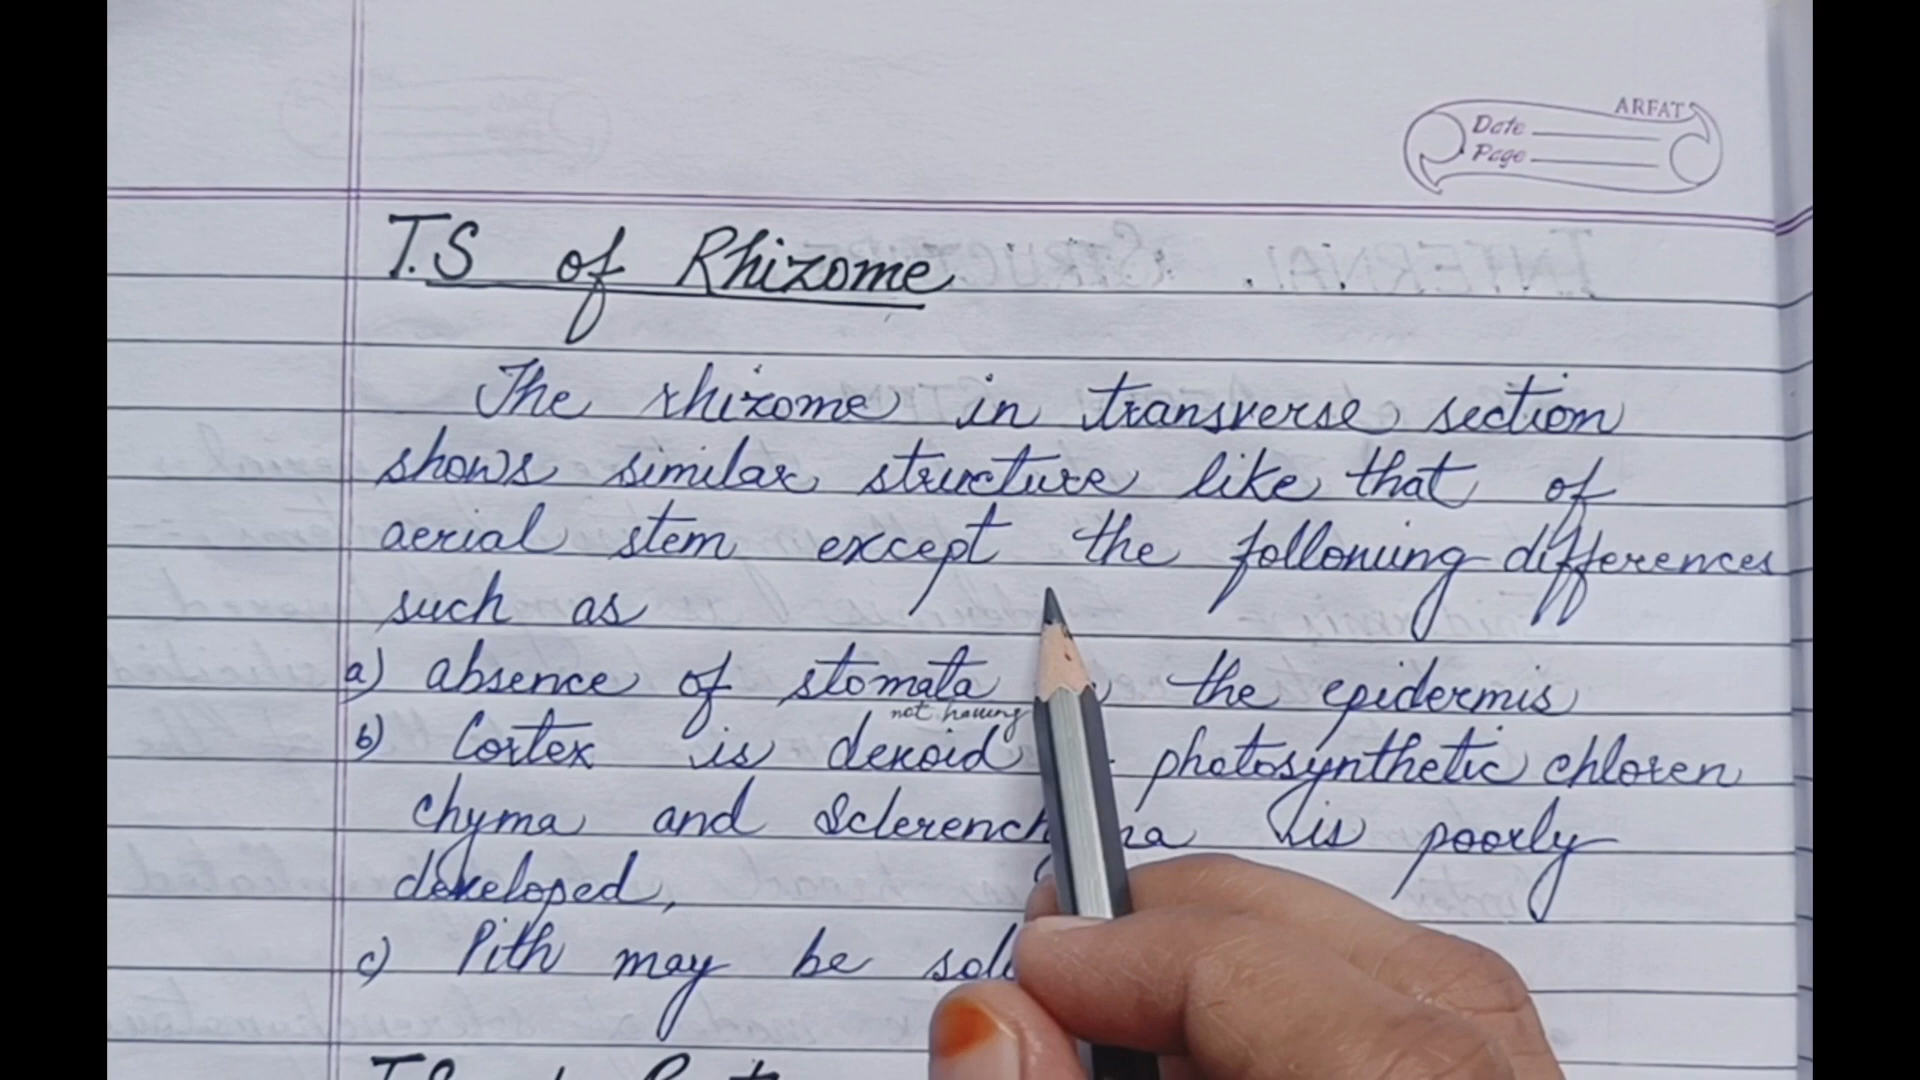 ARFAT
Date
Page
T.S of Rhizome
The rhizome in transverse section
shows similar structure like that of
aerial stem except the following differences
such as
a) absence of stomata the epidermis
not having
b) Cortex is devoid photosynthetic chloren
chyma and Sclerenchyma is poorly
developed,
c) Pith may be